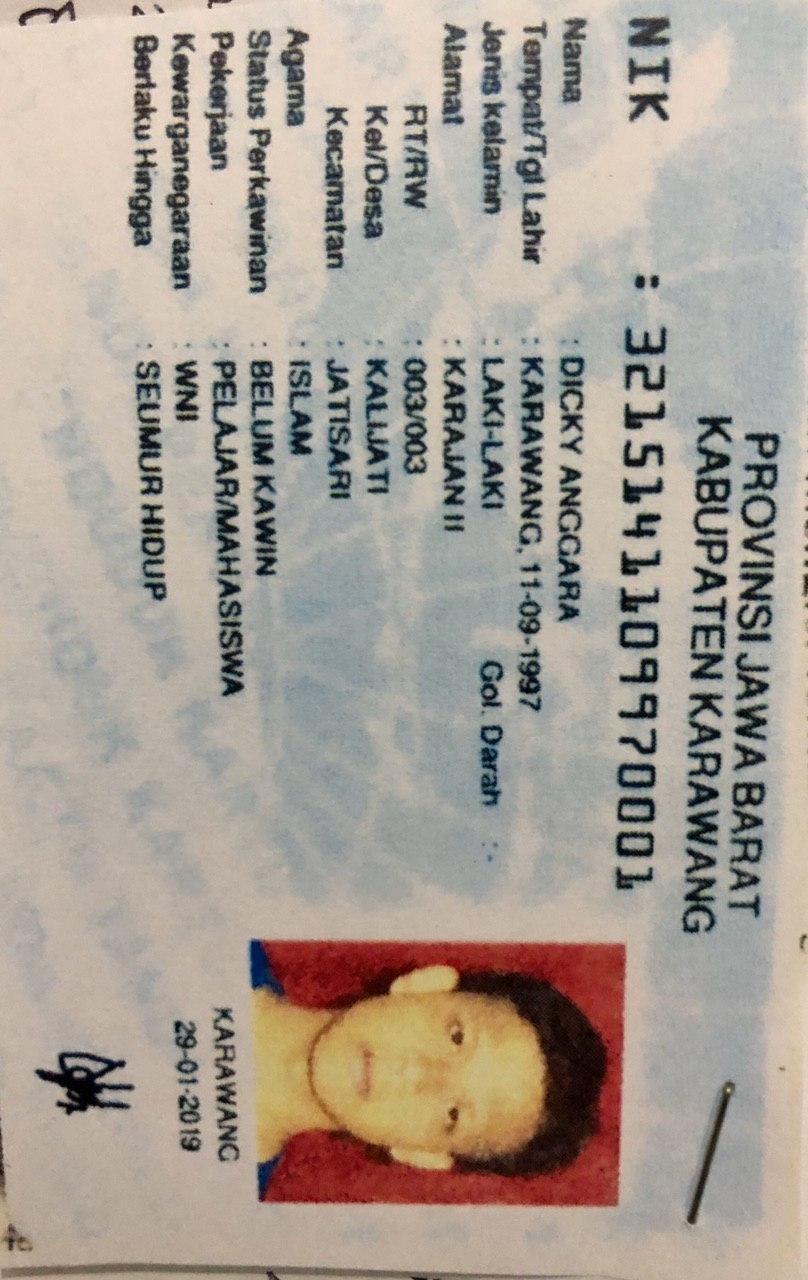 PROVINSI JAWA BARAT
KABUPATEN KARAWANG
NIK : 3215141109970001
Nama : DICKY ANGGARA
Tempat/Tgl Lahir : KARAWANG, 11-09-1997
Jenis kelamin : LAKI-LAKI Gol. Darah : -
Alamat : KARAJAN II
RT/RW : 003/003
Kel/Desa : KALIJATI
Kecamatan : JATISARI
Agama : ISLAM
Status Perkawinan : BELUM KAWIN
Pekerjaan : PELAJAR/MAHASISWA
Kewarganegaraan : WNI
Berlaku Hingga : SEUMUR HIDUP
KARAWANG
29-01-2019